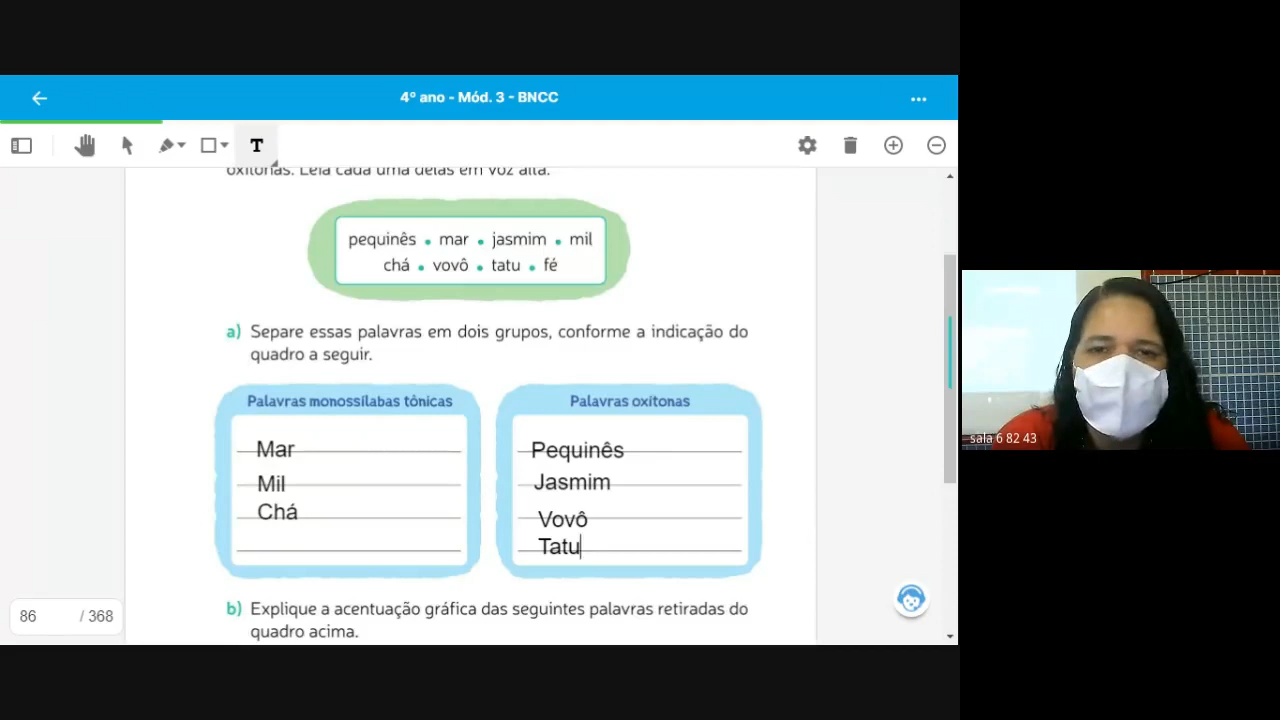 4º ano - Mód. 3 - BNCC
T
oxítonas. Leia cada uma delas em voz alta.
pequinês • mar • jasmim • mil
chá • vovô • tatu • fé
a) Separe essas palavras em dois grupos, conforme a indicação do
quadro a seguir.
Palavras monossílabas tônicas
Mar
Mil
Chá
Palavras oxítonas
Pequinês
Jasmim
Vovô
Tatu
b) Explique a acentuação gráfica das seguintes palavras retiradas do
quadro acima.
86 / 368
sala 6 82 43